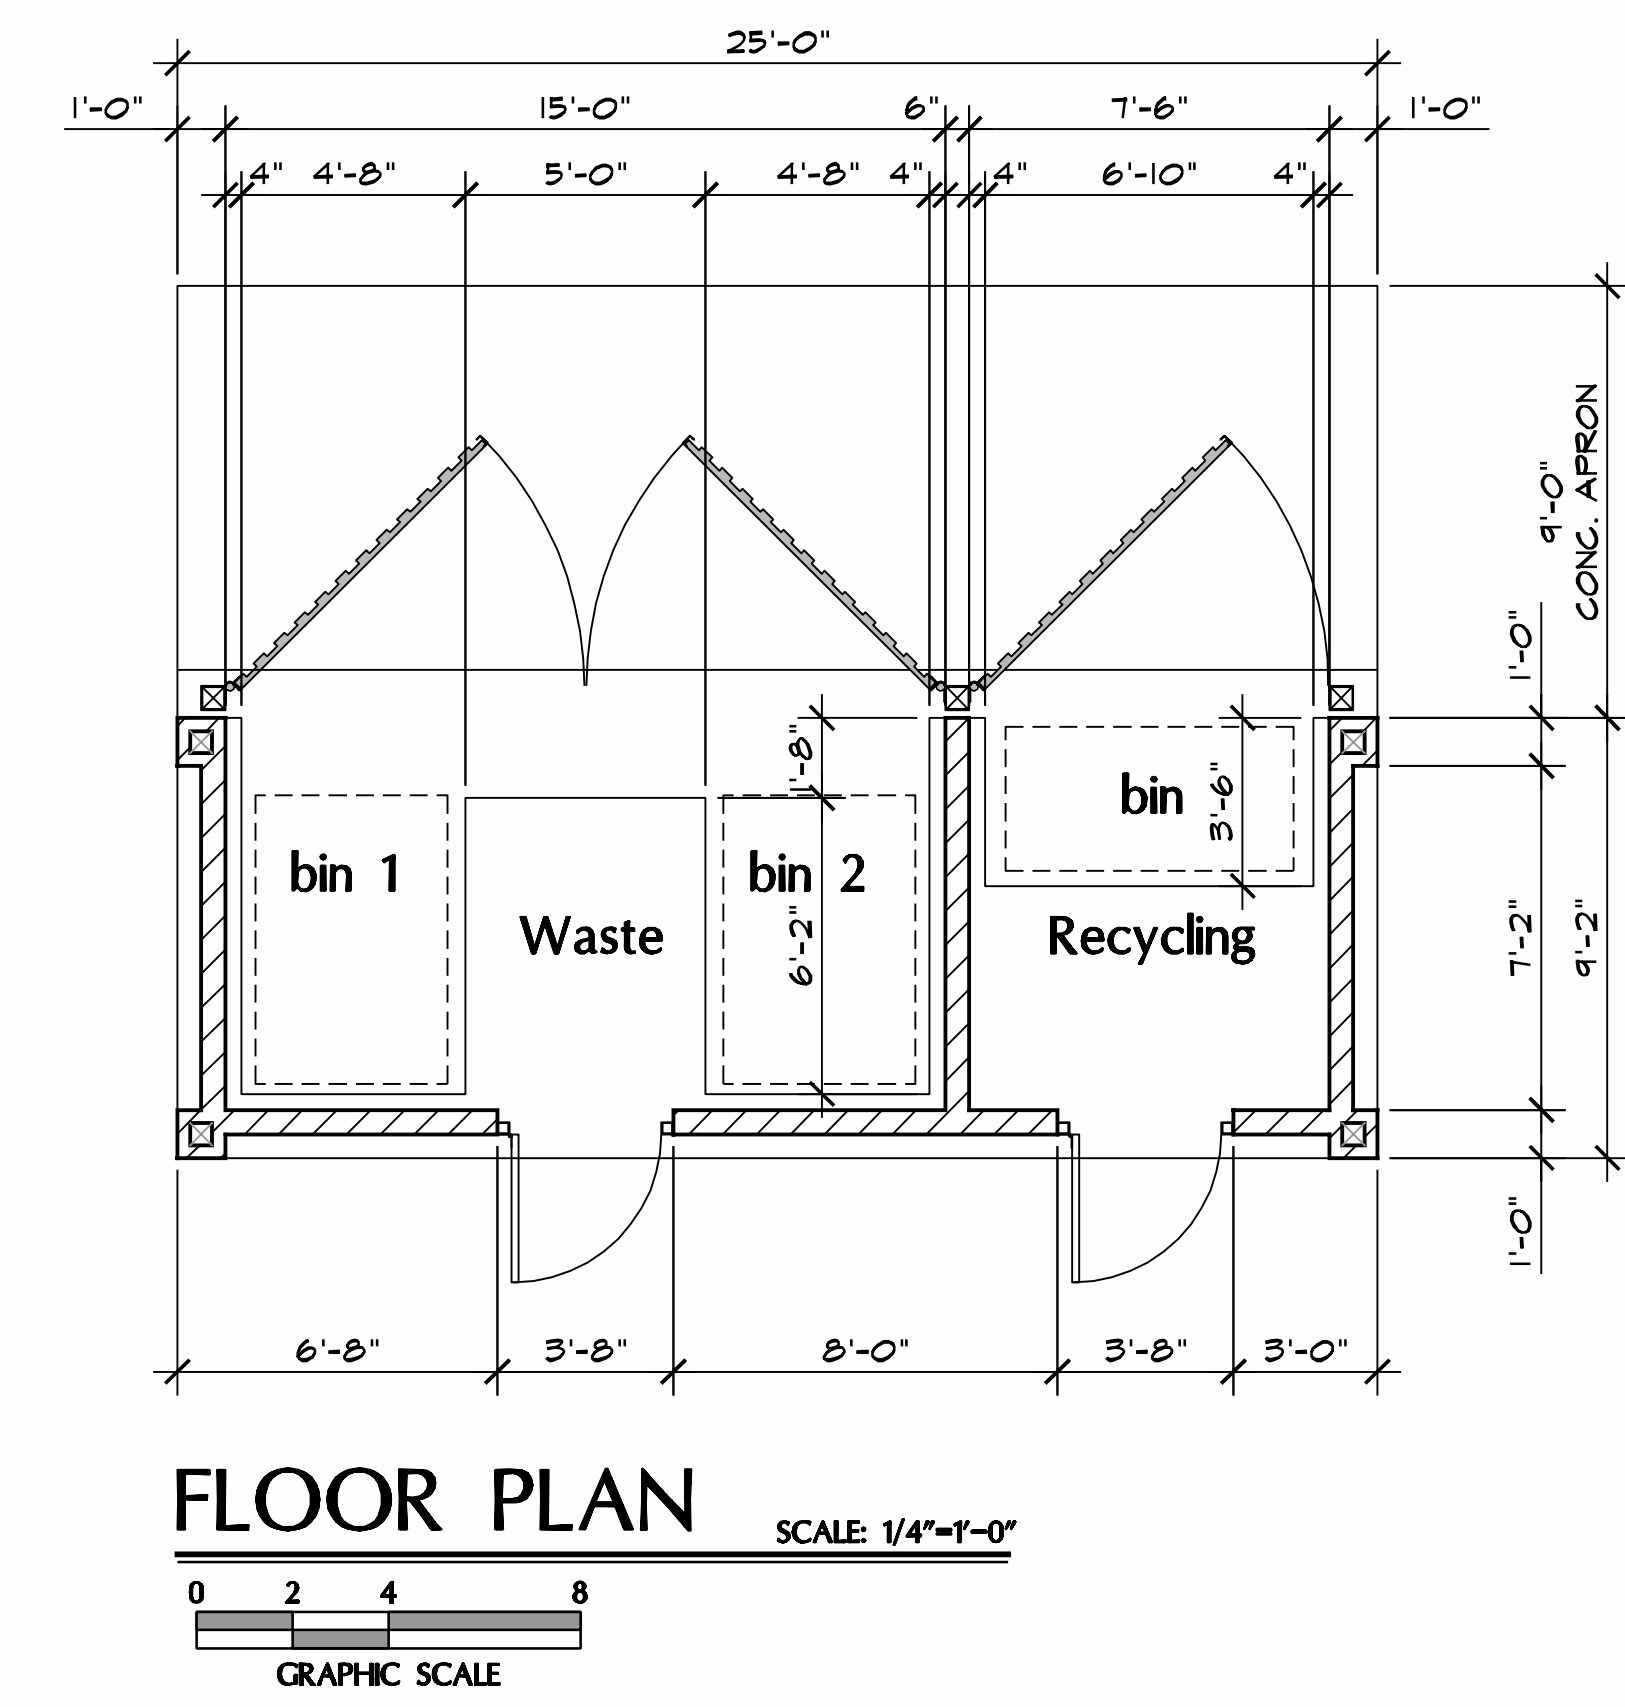 25'-0"
1'-0" 15'-0" 6" 7'-6" 1'-0"
4" 4'-8" 5'-0" 4'-8" 4" 4" 6'-10" 4"
9'-0"
CONC. APRON
1'-0"
1'-8"
bin
3'-6"
bin 1
bin 2
6'-2"
Waste
Recycling
7'-2"
9'-2"
1'-0"
6'-8" 3'-8" 8'-0" 3'-8" 3'-0"
FLOOR PLAN
SCALE: 1/4"=1'-0"
0 2 4 8
GRAPHIC SCALE